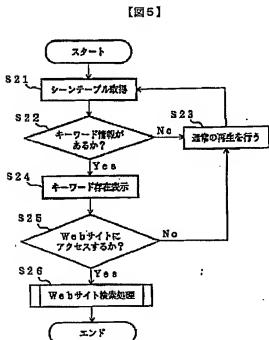 【図5】
スタート
S21
シーンテーブル取得
S22
キーワード情報が
あるか?
No
S23
通常の再生を行う
Yes
S24
キーワード存在表示
S25
Webサイトに
アクセスするか?
No
Yes
S26
Webサイト検索処理
エンド